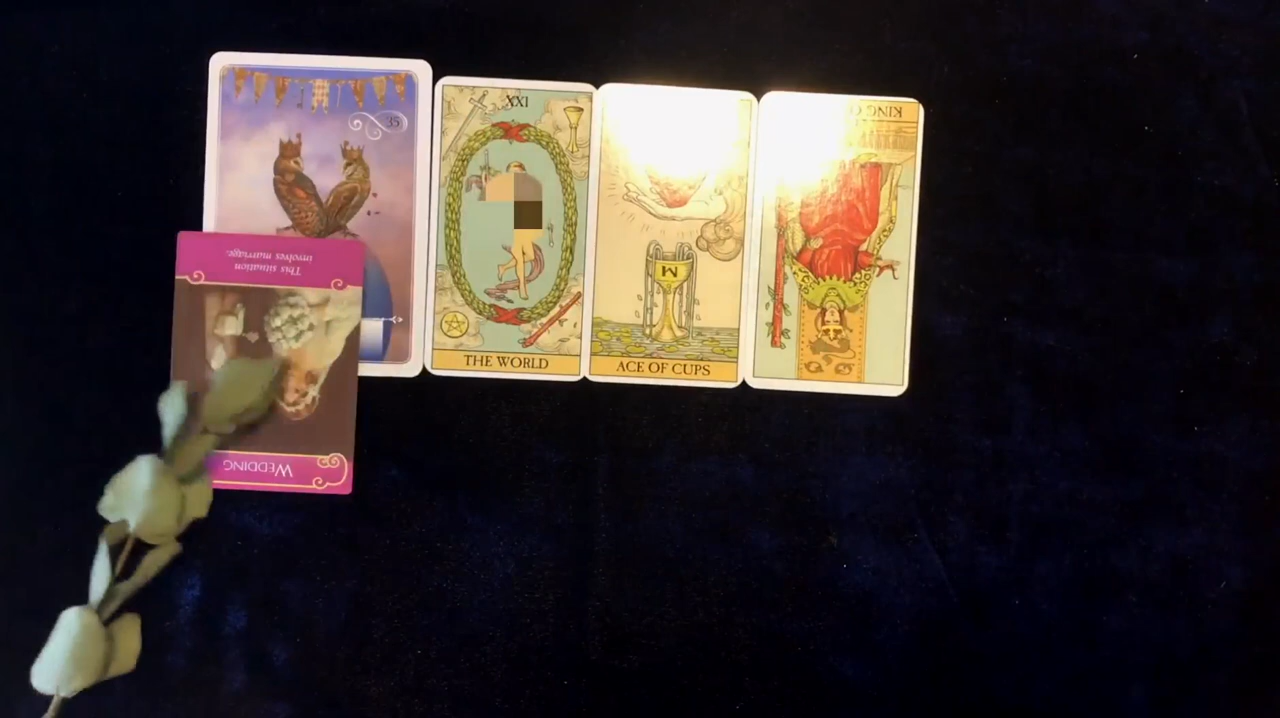 35
XXI
KING
This situation
involves marriage.
WEDDING
THE WORLD
M
ACE OF CUPS